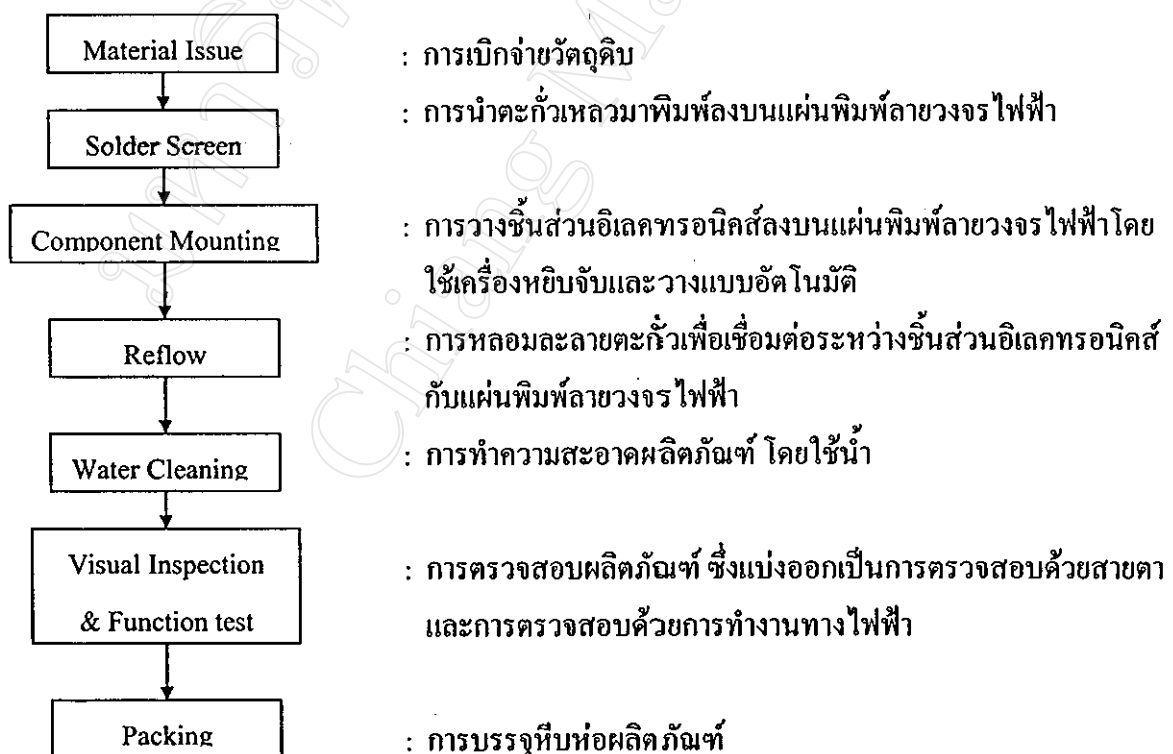 Material Issue : การเบิกจ่ายวัตถุดิบ
: การนำตะกั่วเหลวมาพิมพ์ลงบนแผ่นพิมพ์ลายวงจรไฟฟ้า
Solder Screen
Component Mounting : การวางชิ้นส่วนอิเลคทรอนิคส์ลงบนแผ่นพิมพ์ลายวงจรไฟฟ้าโดย
ใช้เครื่องหยิบจับและวางแบบอัตโนมัติ
Reflow : การหลอมละลายตะกั่วเพื่อเชื่อมต่อระหว่างชิ้นส่วนอิเลคทรอนิคส์
กับแผ่นพิมพ์ลายวงจรไฟฟ้า
Water Cleaning : การทำความสะอาดผลิตภัณฑ์ โดยใช้น้ำ
Visual Inspection : การตรวจสอบผลิตภัณฑ์ ซึ่งแบ่งออกเป็นการตรวจสอบด้วยสายตา
& Function test และการตรวจสอบด้วยการทำงานทางไฟฟ้า
Packing : การบรรจุหีบห่อผลิตภัณฑ์
Chiang M